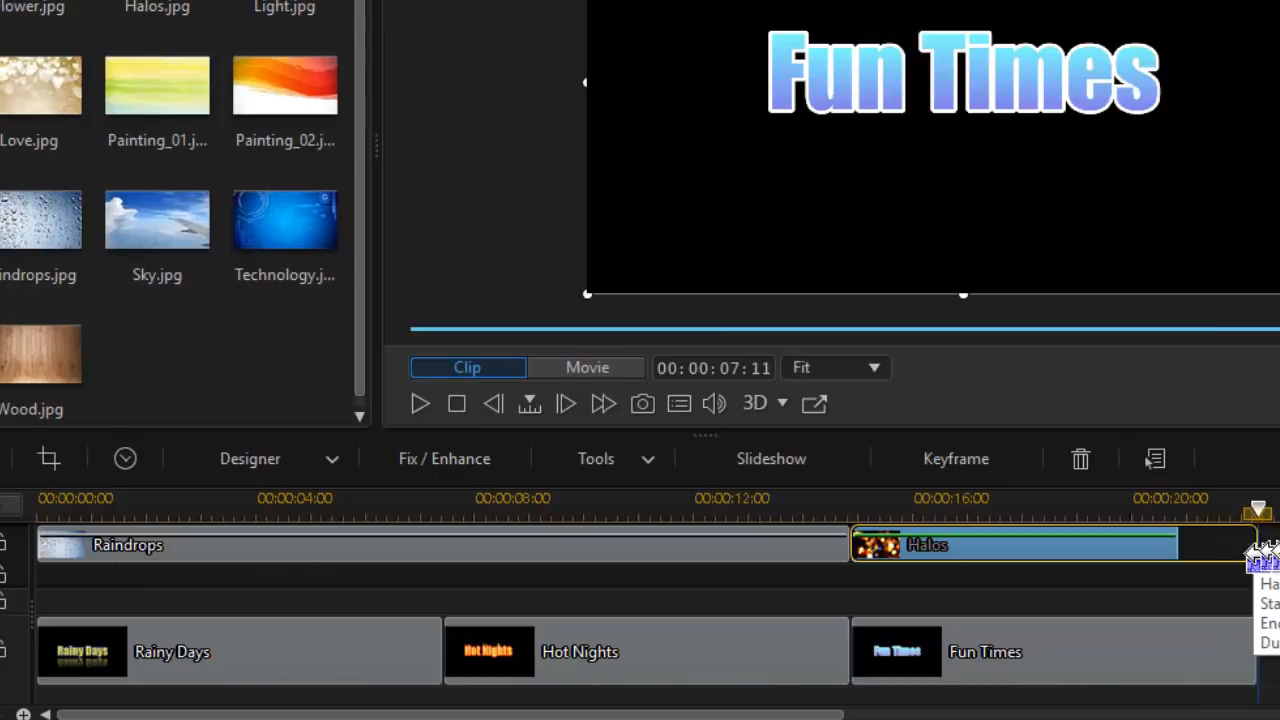 lower.jpg
Halos.jpg
Light.jpg
Fun Times
Love.jpg
Painting_01.j...
Painting_02.j...
indrops.jpg
Sky.jpg
Technology.j...
Wood.jpg
Clip
Movie
00:00:07:11
Fit
3D
Designer
Fix / Enhance
Tools
Slideshow
Keyframe
00:00:00:00
00:00:04:00
00:00:08:00
00:00:12:00
00:00:16:00
00:00:20:00
Raindrops
Halos
Ha
Sta
En
Du
Rainy Days
Rainy Days
Hot Nights
Hot Nights
Fun Times
Fun Times